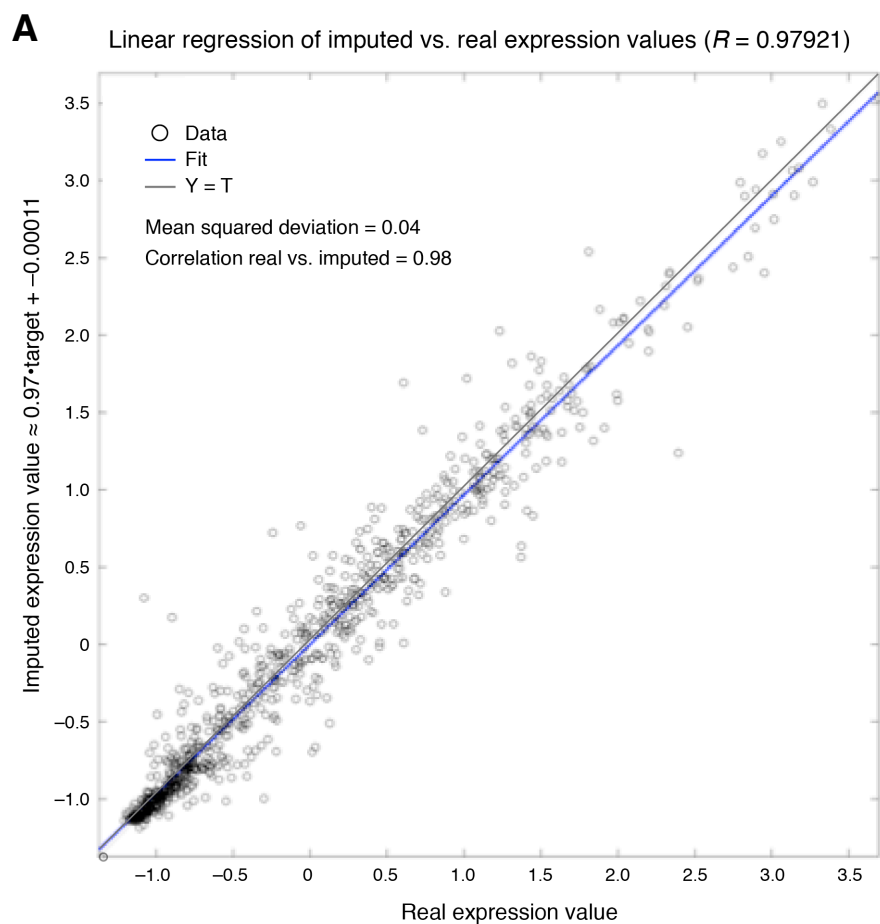 A
Linear regression of imputed vs. real expression values (R = 0.97921)
Data
Fit
Y = T
Mean squared deviation = 0.04
Correlation real vs. imputed = 0.98
Imputed expression value ≈ 0.97•target + −0.00011
3.5
3.0
2.5
2.0
1.5
1.0
0.5
0
−0.5
−1.0
−1.0 −0.5 0 0.5 1.0 1.5 2.0 2.5 3.0 3.5
Real expression value